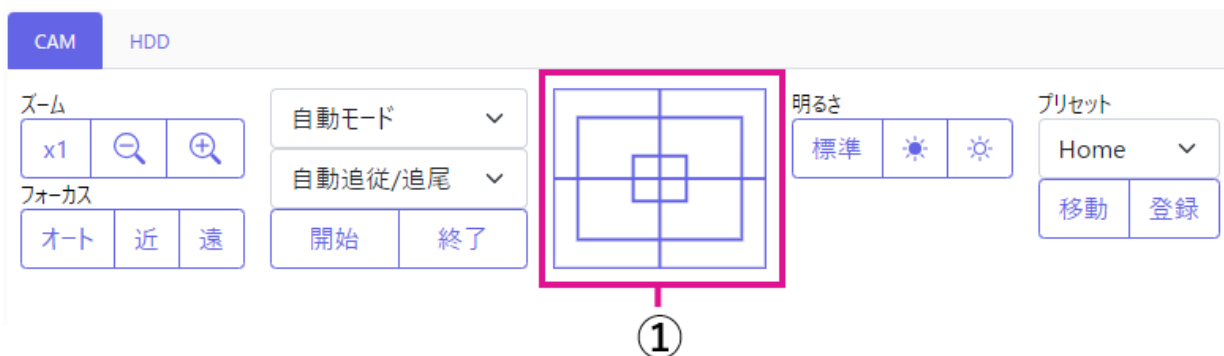 CAM HDD
ズーム
x1
フォーカス
オート 近 遠
自動モード
自動追従/追尾
開始 終了
①
明るさ
標準
プリセット
Home
移動 登録